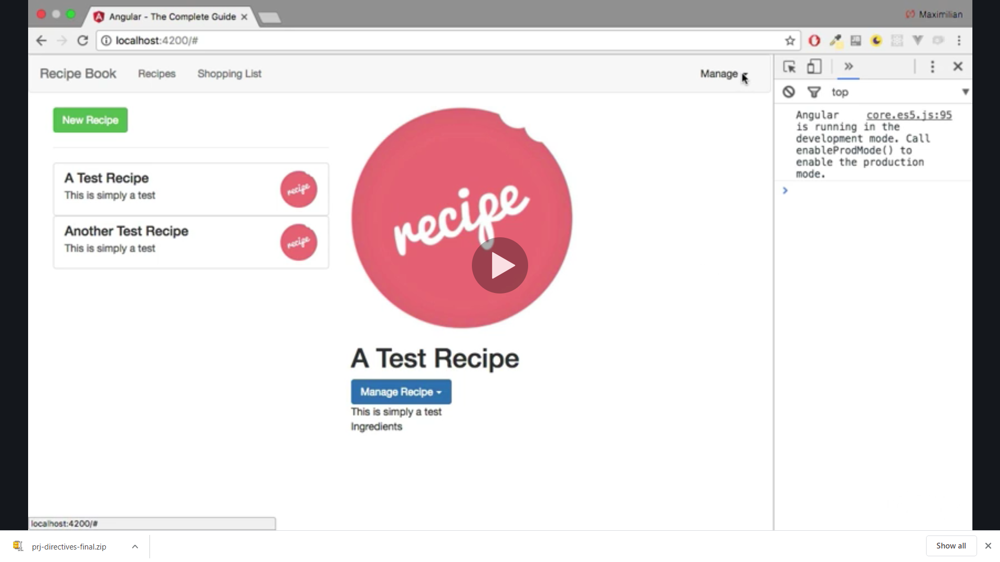 Angular - The Complete Guide
Maximilian
localhost:4200/#
Recipe Book
Recipes
Shopping List
Manage
top
New Recipe
Angular core.es5.js:95
is running in the
development mode. Call
enableProdMode() to
enable the production
mode.
A Test Recipe
This is simply a test
recipe
Another Test Recipe
This is simply a test
recipe
recipe
A Test Recipe
Manage Recipe
This is simply a test
Ingredients
localhost:4200/#
prj-directives-final.zip
Show all